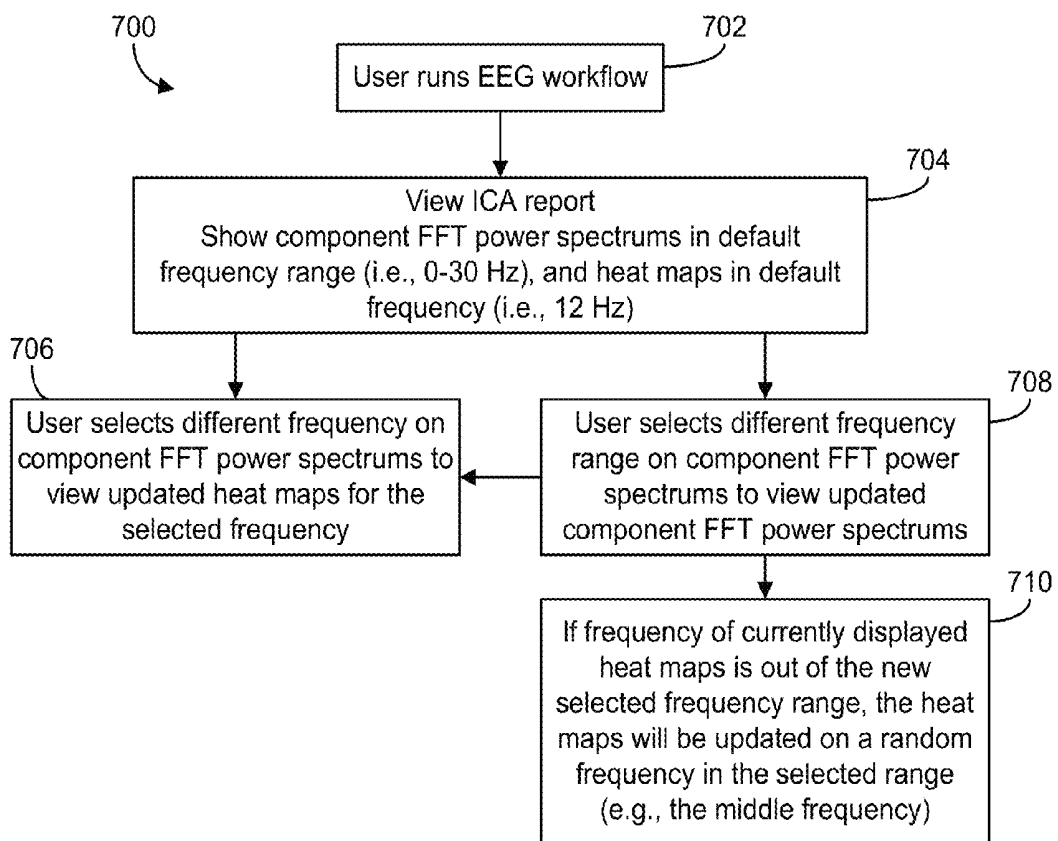 700
702
User runs EEG workflow
704
View ICA report
Show component FFT power spectrums in default
frequency range (i.e., 0-30 Hz), and heat maps in default
frequency (i.e., 12 Hz)
706
User selects different frequency on
component FFT power spectrums to
view updated heat maps for the
selected frequency
708
User selects different frequency
range on component FFT power
spectrums to view updated
component FFT power spectrums
710
If frequency of currently displayed
heat maps is out of the new
selected frequency range, the heat
maps will be updated on a random
frequency in the selected range
(e.g., the middle frequency)